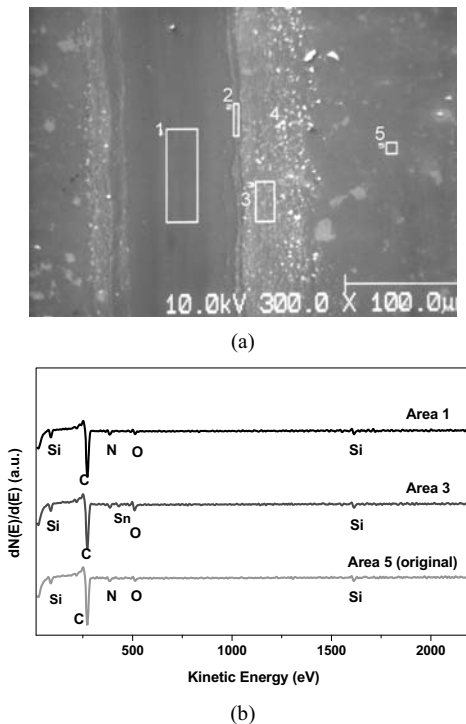 1
2
3
4
5
10.0kV 300.0 X 100.0µm
(a)
dN(E)/d(E) (a.u.)
Area 1
Si
C
N
O
Si
Area 3
Si
C
Sn
O
Si
Area 5 (original)
Si
C
N
O
Si
500
1000
1500
2000
Kinetic Energy (eV)
(b)